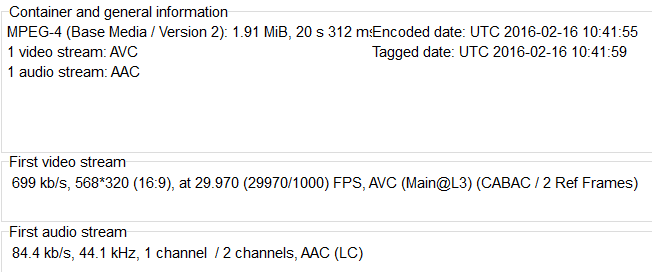 Container and general information
MPEG-4 (Base Media / Version 2): 1.91 MiB, 20 s 312 ms
Encoded date: UTC 2016-02-16 10:41:55
1 video stream: AVC
Tagged date: UTC 2016-02-16 10:41:59
1 audio stream: AAC
First video stream
699 kb/s, 568*320 (16:9), at 29.970 (29970/1000) FPS, AVC (Main@L3) (CABAC / 2 Ref Frames)
First audio stream
84.4 kb/s, 44.1 kHz, 1 channel / 2 channels, AAC (LC)